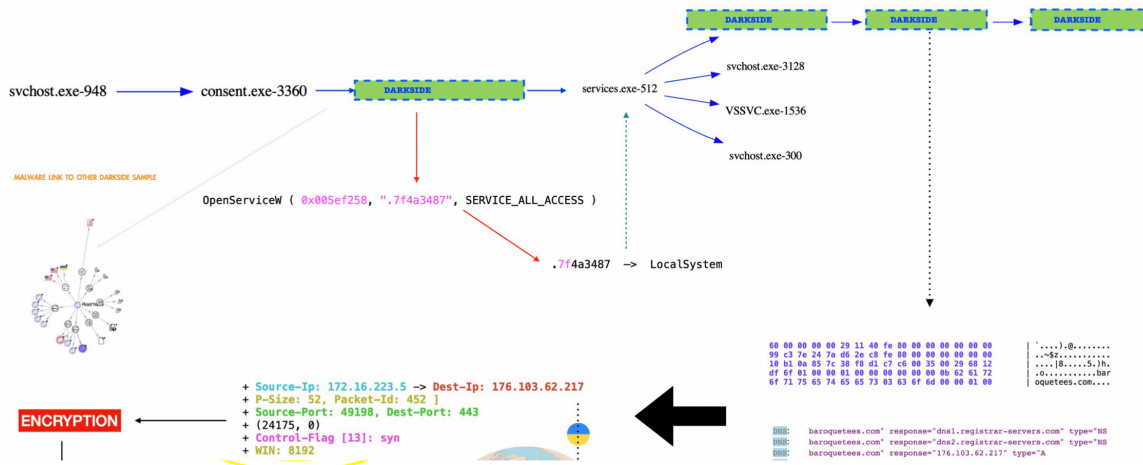 DARKSIDE
DARKSIDE
DARKSIDE
svchost.exe-948
consent.exe-3360
DARKSIDE
services.exe-512
svchost.exe-3128
VSSVC.exe-1536
svchost.exe-300
MALWARE LINK TO OTHER DARKSIDE SAMPLE
OpenServiceW ( 0x005ef258, ".7f4a3487", SERVICE_ALL_ACCESS )
.7f4a3487 —> LocalSystem
60 00 00 00 00 29 11 40 fe 80 00 00 00 00 00 00 | `....).@........
99 c3 7e 24 7a d6 2e c8 fe 80 00 00 00 00 00 00 | ..~$z...........
10 b1 0a 85 7c 38 f8 d1 c7 c6 00 35 00 29 68 12 | ....|8.....5.)h.
df 6f 01 00 00 01 00 00 00 00 00 00 0b 62 61 72 | .o...........bar
6f 71 75 65 74 65 65 73 03 63 6f 6d 00 00 01 00 | oquetees.com....
+ Source-Ip: 172.16.223.5 —> Dest-Ip: 176.103.62.217
+ P-Size: 52, Packet-Id: 452 ]
+ Source-Port: 49198, Dest-Port: 443
+ (24175, 0)
+ Control-Flag [13]: syn
+ WIN: 8192
ENCRYPTION
DNS: baroquetees.com" response="dns1.registrar-servers.com" type="NS
DNS: baroquetees.com" response="dns2.registrar-servers.com" type="NS
DNS: baroquetees.com" response="176.103.62.217" type="A